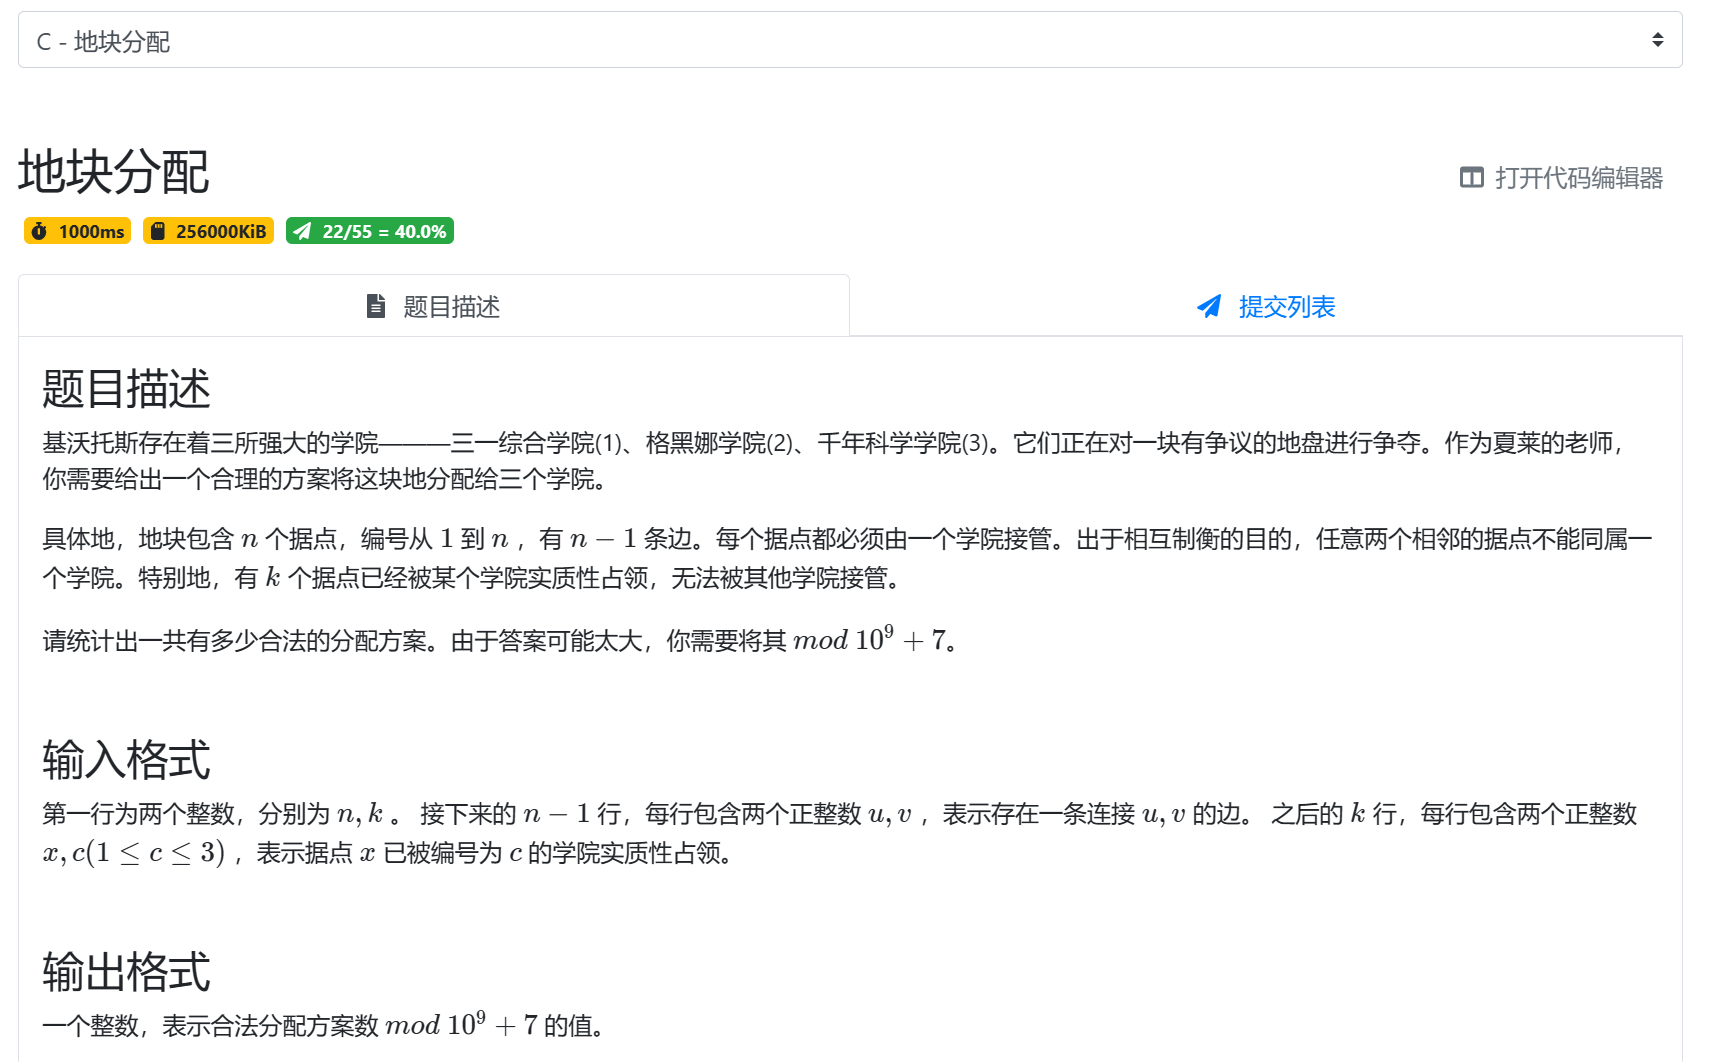 C - 地块分配
地块分配
打开代码编辑器
1000ms 256000KiB 22/55 = 40.0%
题目描述 提交列表
题目描述
基沃托斯存在着三所强大的学院———三一综合学院(1)、格黑娜学院(2)、千年科学学院(3)。它们正在对一块有争议的地盘进行争夺。作为夏莱的老师，
你需要给出一个合理的方案将这块地分配给三个学院。
具体地，地块包含 n 个据点，编号从 1 到 n ，有 n − 1 条边。每个据点都必须由一个学院接管。出于相互制衡的目的，任意两个相邻的据点不能同属一
个学院。特别地，有 k 个据点已经被某个学院实质性占领，无法被其他学院接管。
请统计出一共有多少合法的分配方案。由于答案可能太大，你需要将其 mod 10⁹ + 7。
输入格式
第一行为两个整数，分别为 n, k 。 接下来的 n − 1 行，每行包含两个正整数 u, v ，表示存在一条连接 u, v 的边。 之后的 k 行，每行包含两个正整数
x, c(1 ≤ c ≤ 3) ，表示据点 x 已被编号为 c 的学院实质性占领。
输出格式
一个整数，表示合法分配方案数 mod 10⁹ + 7 的值。